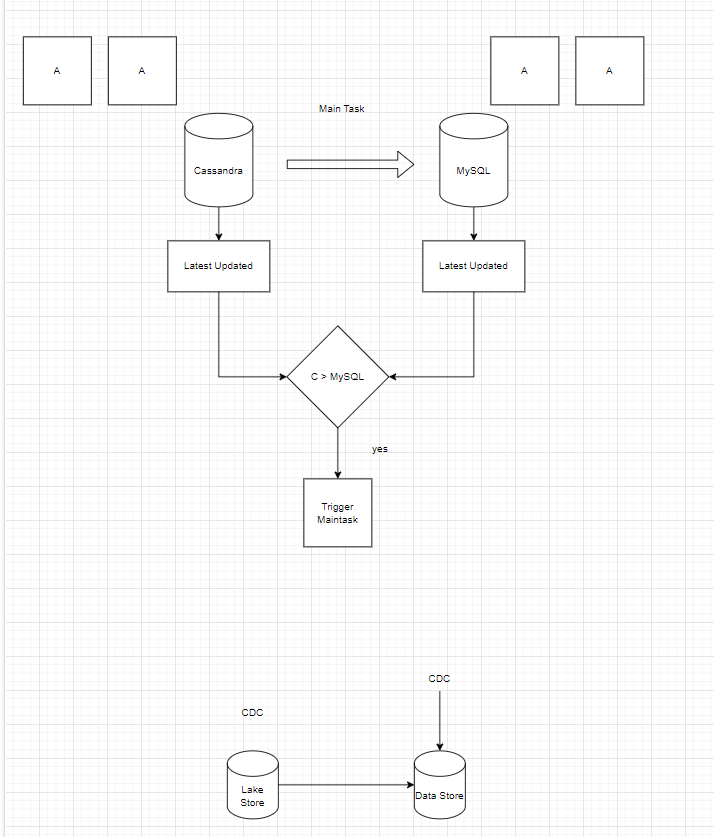 A
A
A
A
Main Task
Cassandra
MySQL
Latest Updated
Latest Updated
C > MySQL
yes
Trigger
Maintask
CDC
CDC
Lake
Store
Data Store